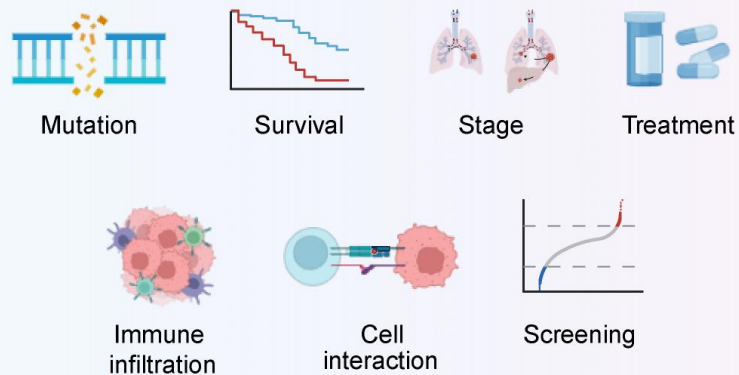 Mutation
Survival
Stage
Treatment
Immune
infiltration
Cell
interaction
Screening